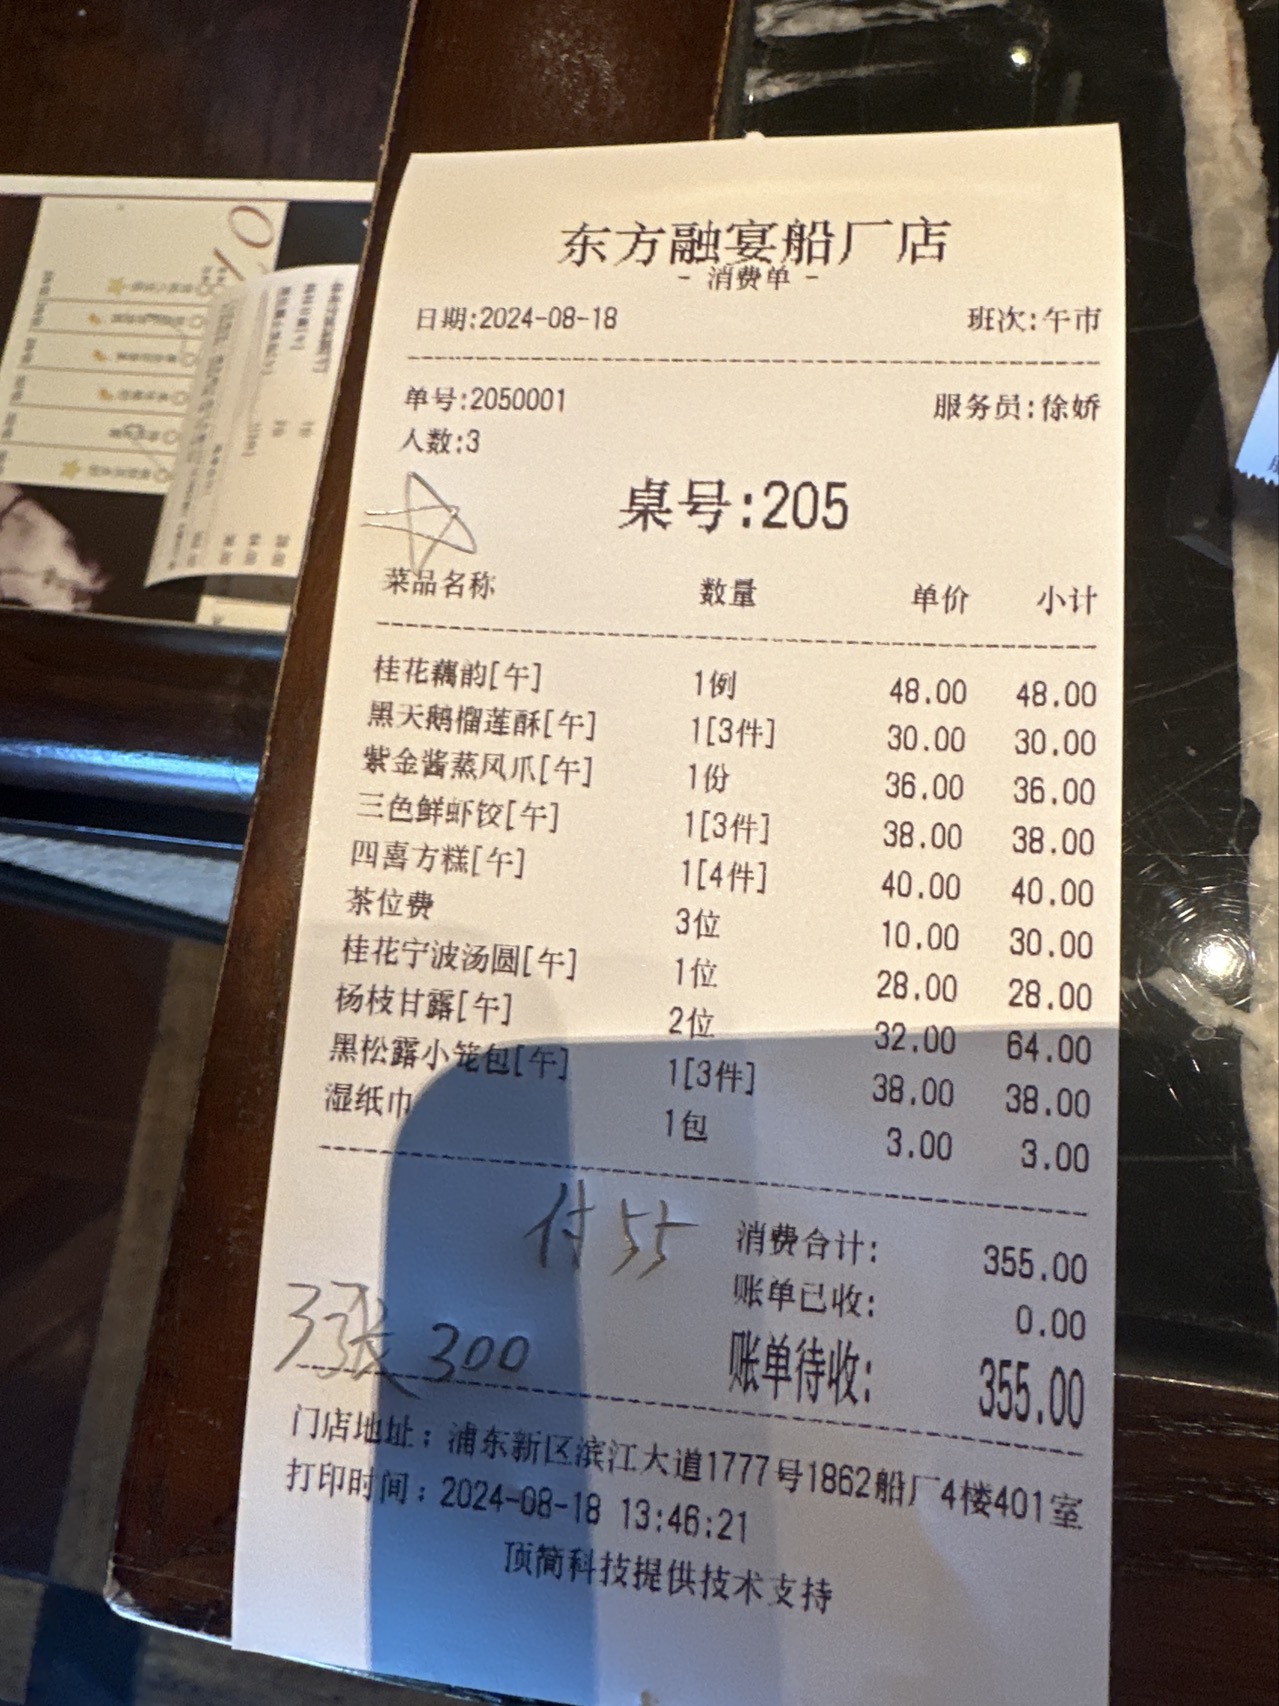 东方融宴船厂店
- 消费单 -
日期:2024-08-18 班次:午市
单号:2050001 服务员:徐娇
人数:3
桌号:205
菜品名称 数量 单价 小计
桂花藕韵[午] 1例 48.00 48.00
黑天鹅榴莲酥[午] 1[3件] 30.00 30.00
紫金酱蒸凤爪[午] 1份 36.00 36.00
三色鲜虾饺[午] 1[3件] 38.00 38.00
四喜方糕[午] 1[4件] 40.00 40.00
茶位费 3位 10.00 30.00
桂花宁波汤圆[午] 1位 28.00 28.00
杨枝甘露[午] 2位 32.00 64.00
黑松露小笼包[午] 1[3件] 38.00 38.00
湿纸巾 1包 3.00 3.00
付55 消费合计: 355.00
账单已收: 0.00
3张 300 账单待收: 355.00
门店地址：浦东新区滨江大道1777号1862船厂4楼401室
打印时间：2024-08-18 13:46:21
顶简科技提供技术支持